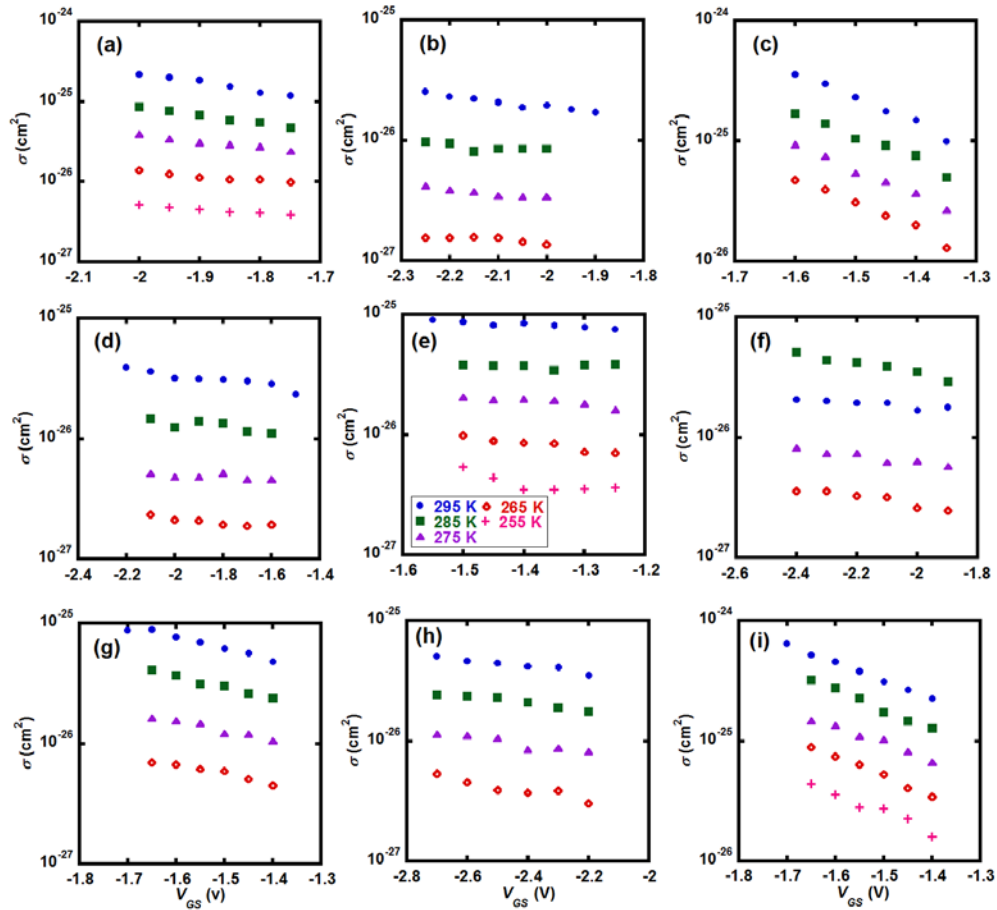 (a)
10⁻²⁴
10⁻²⁵
10⁻²⁶
10⁻²⁷
σ (cm²)
-2.1 -2 -1.9 -1.8 -1.7
(b)
10⁻²⁵
10⁻²⁶
10⁻²⁷
σ (cm²)
-2.3 -2.2 -2.1 -2 -1.9 -1.8
(c)
10⁻²⁴
10⁻²⁵
10⁻²⁶
σ (cm²)
-1.7 -1.6 -1.5 -1.4 -1.3
(d)
10⁻²⁵
10⁻²⁶
10⁻²⁷
σ (cm²)
-2.2 -2.1 -2 -1.9 -1.8 -1.7 -1.6 -1.5 -1.4
(e)
10⁻²⁵
10⁻²⁶
10⁻²⁷
σ (cm²)
295 K 265 K
285 K 255 K
275 K
-1.6 -1.5 -1.4 -1.3 -1.2
(f)
10⁻²⁵
10⁻²⁶
10⁻²⁷
σ (cm²)
-2.6 -2.4 -2.2 -2 -1.8
(g)
10⁻²⁵
10⁻²⁶
10⁻²⁷
σ (cm²)
-1.8 -1.7 -1.6 -1.5 -1.4 -1.3
V_GS (v)
(h)
10⁻²⁵
10⁻²⁶
10⁻²⁷
σ (cm²)
-2.8 -2.6 -2.4 -2.2 -2
V_GS (V)
(i)
10⁻²⁴
10⁻²⁵
10⁻²⁶
σ (cm²)
-1.8 -1.7 -1.6 -1.5 -1.4 -1.3
V_GS (V)